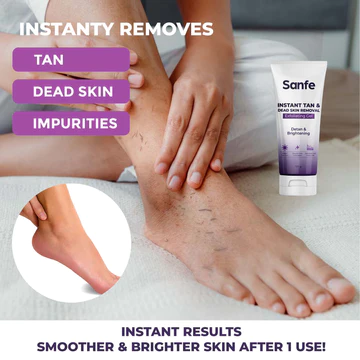 INSTANTY REMOVES
TAN
DEAD SKIN
IMPURITIES
Sanfe
INSTANT TAN &
DEAD SKIN REMOVAL
Exfoliating Gel
Detan &
Brightening
INSTANT RESULTS
SMOOTHER & BRIGHTER SKIN AFTER 1 USE!